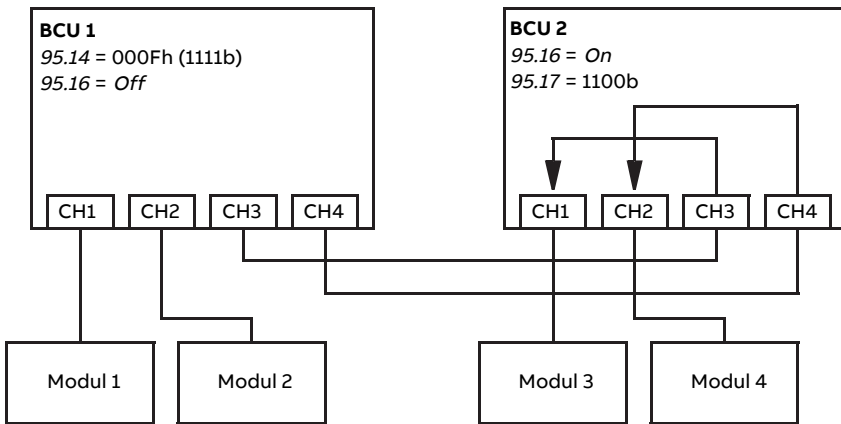 BCU 1
95.14 = 000Fh (1111b)
95.16 = Off
CH1 CH2 CH3 CH4
BCU 2
95.16 = On
95.17 = 1100b
CH1 CH2 CH3 CH4
Modul 1
Modul 2
Modul 3
Modul 4